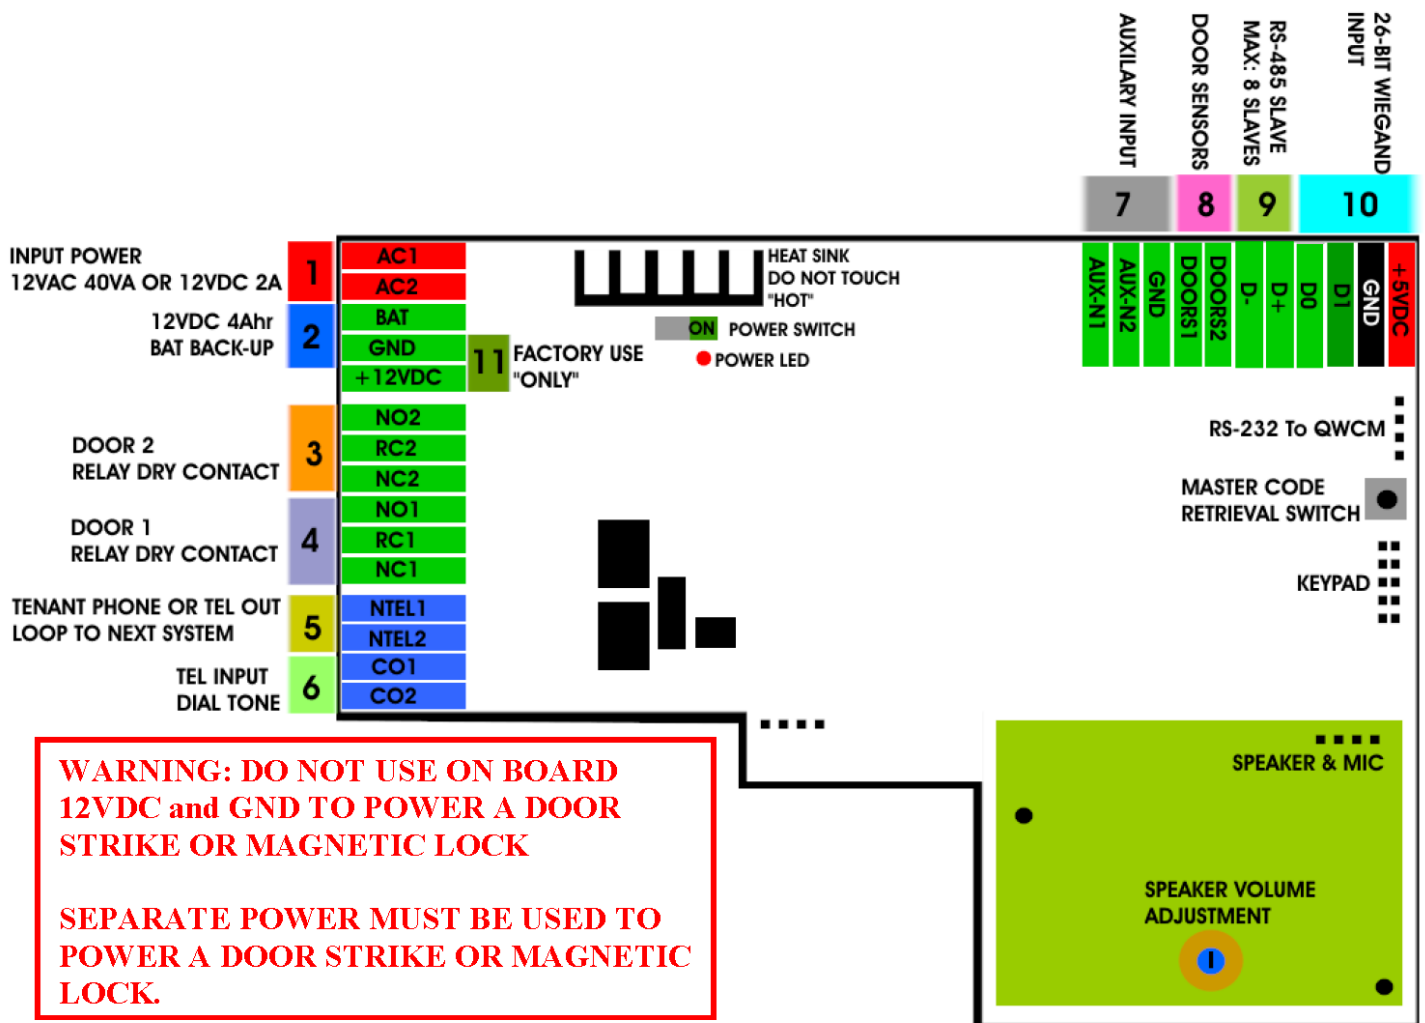 AUXILARY INPUT
DOOR SENSORS
RS-485 SLAVE
MAX: 8 SLAVES
26-BIT WIEGAND
INPUT
7
8
9
10
AUX-N1
AUX-N2
GND
DOORS1
DOORS2
D-
D+
D0
D1
GND
+5VDC
INPUT POWER
12VAC 40VA OR 12VDC 2A
1
AC1
AC2
12VDC 4Ahr
BAT BACK-UP
2
BAT
GND
+12VDC
11
FACTORY USE
"ONLY"
HEAT SINK
DO NOT TOUCH
"HOT"
ON
POWER SWITCH
POWER LED
DOOR 2
RELAY DRY CONTACT
3
NO2
RC2
NC2
DOOR 1
RELAY DRY CONTACT
4
NO1
RC1
NC1
TENANT PHONE OR TEL OUT
LOOP TO NEXT SYSTEM
5
NTEL1
NTEL2
TEL INPUT
DIAL TONE
6
CO1
CO2
RS-232 To QWCM
MASTER CODE
RETRIEVAL SWITCH
KEYPAD
SPEAKER & MIC
SPEAKER VOLUME
ADJUSTMENT
WARNING: DO NOT USE ON BOARD
12VDC and GND TO POWER A DOOR
STRIKE OR MAGNETIC LOCK
SEPARATE POWER MUST BE USED TO
POWER A DOOR STRIKE OR MAGNETIC
LOCK.